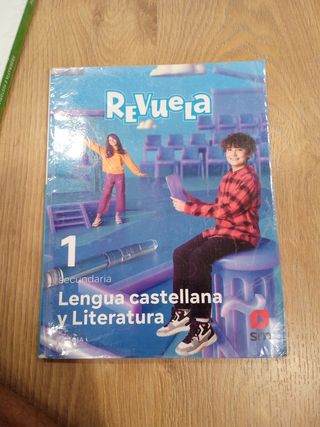 REVUELA
1
secundaria
Lengua castellana
y Literatura
sm